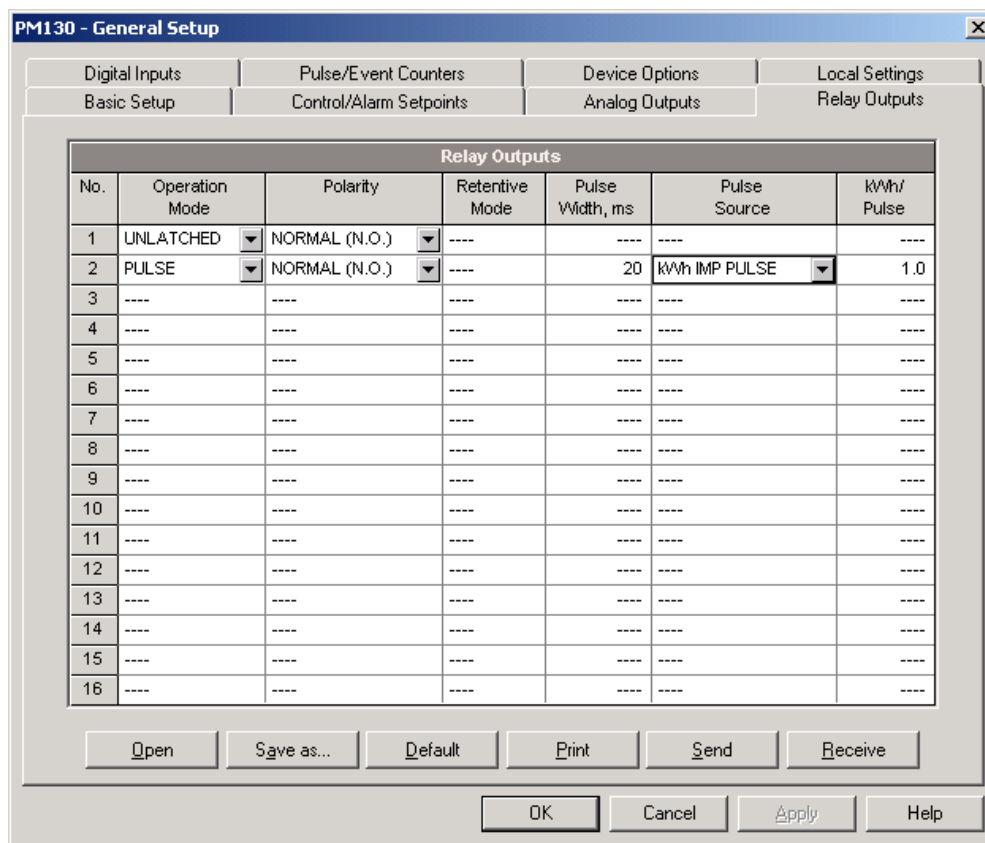 PM130 - General Setup
Digital Inputs Pulse/Event Counters Device Options Local Settings
Basic Setup Control/Alarm Setpoints Analog Outputs Relay Outputs
Relay Outputs
No. Operation Mode Polarity Retentive Mode Pulse Width, ms Pulse Source kWh/ Pulse
1 UNLATCHED NORMAL (N.O.) ---- ---- ---- ----
2 PULSE NORMAL (N.O.) ---- 20 kWh IMP PULSE 1.0
3 ---- ---- ---- ---- ---- ----
4 ---- ---- ---- ---- ---- ----
5 ---- ---- ---- ---- ---- ----
6 ---- ---- ---- ---- ---- ----
7 ---- ---- ---- ---- ---- ----
8 ---- ---- ---- ---- ---- ----
9 ---- ---- ---- ---- ---- ----
10 ---- ---- ---- ---- ---- ----
11 ---- ---- ---- ---- ---- ----
12 ---- ---- ---- ---- ---- ----
13 ---- ---- ---- ---- ---- ----
14 ---- ---- ---- ---- ---- ----
15 ---- ---- ---- ---- ---- ----
16 ---- ---- ---- ---- ---- ----
Open Save as... Default Print Send Receive
OK Cancel Apply Help